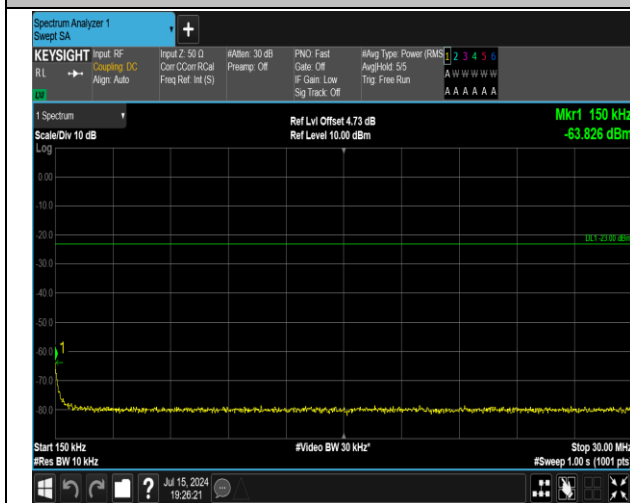 Spectrum Analyzer 1
Swept SA
+
KEYSIGHT Input: RF Input Z: 50 Ω #Atten: 30 dB PNO: Fast #Avg Type: Power (RMS 1 2 3 4 5 6
RL Coupling: DC Corr CCorr RCal Preamp: Off Gate: Off Avg|Hold: 5/5 A W W W W W
Align: Auto Freq Ref: Int (S) IF Gain: Low Trig: Free Run
Sig Track: Off A A A A A A
1 Spectrum
Ref Lvl Offset 4.73 dB Mkr1 150 kHz
Scale/Div 10 dB Ref Level 10.00 dBm -63.826 dBm
Log
0.00
-10.0
-20.0
DL1 -23.00 dBm
-30.0
-40.0
-50.0
-60.0 1
-70.0
-80.0
Start 150 kHz #Video BW 30 kHz* Stop 30.00 MHz
#Res BW 10 kHz #Sweep 1.00 s (1001 pts
? Jul 15, 2024
19:26:21